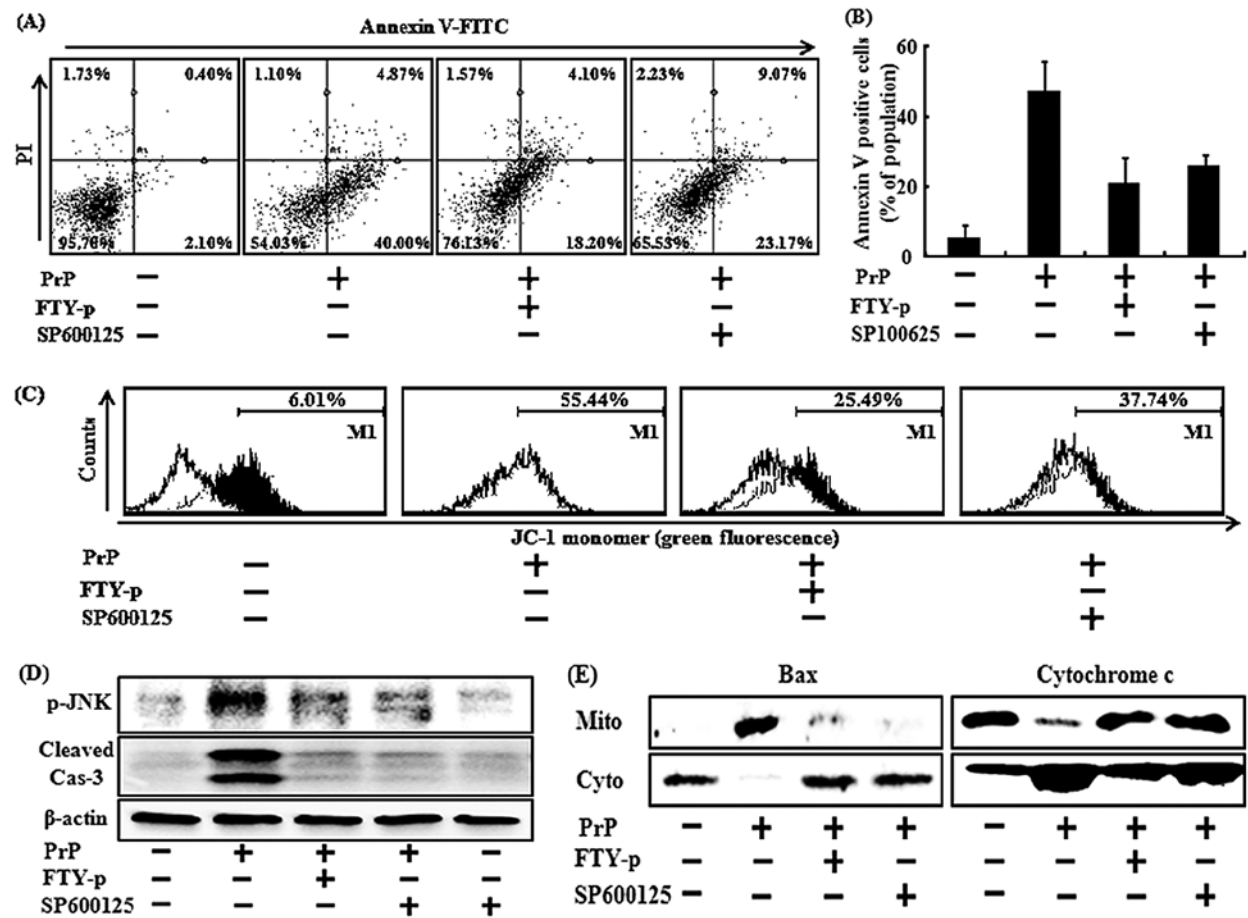 (A)
Annexin V-FITC
PI
1.73% 0.40% 1.10% 4.87% 1.57% 4.10% 2.23% 9.07%
95.76% 2.10% 54.03% 40.00% 76.13% 18.20% 65.53% 23.17%
PrP − + + +
FTY-p − − + −
SP600125 − − − +
(B)
Annexin V positive cells
(% of population)
60
40
20
0
PrP − + + +
FTY-p − − + −
SP100625 − − − +
(C)
Counts
6.01% 55.44% 25.49% 37.74%
M1 M1 M1 M1
JC-1 monomer (green fluorescence)
PrP − + + +
FTY-p − − + −
SP600125 − − − +
(D)
p-JNK
Cleaved
Cas-3
β-actin
PrP − + + + −
FTY-p − − + − −
SP600125 − − − + +
(E)
Bax Cytochrome c
Mito
Cyto
− + + + PrP − + + +
− − + − FTY-p − − + −
− − − + SP600125 − − − +